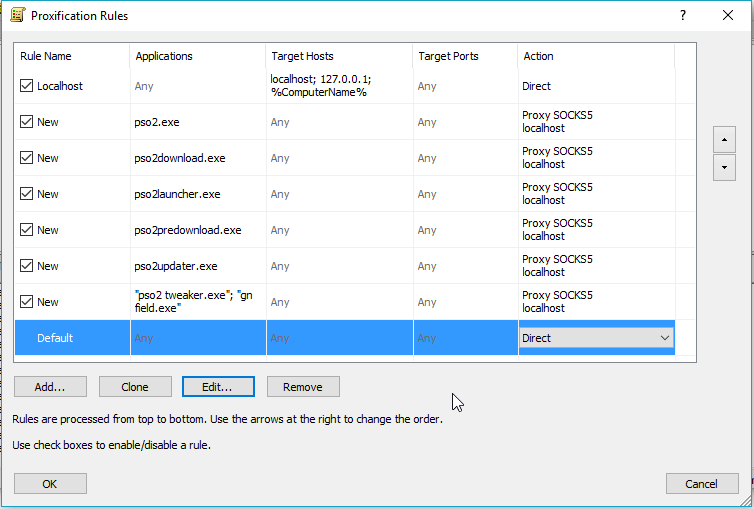 Proxification Rules
Rule Name Applications Target Hosts Target Ports Action
Localhost Any localhost; 127.0.0.1; %ComputerName% Any Direct
New pso2.exe Any Any Proxy SOCKS5 localhost
New pso2download.exe Any Any Proxy SOCKS5 localhost
New pso2launcher.exe Any Any Proxy SOCKS5 localhost
New pso2predownload.exe Any Any Proxy SOCKS5 localhost
New pso2updater.exe Any Any Proxy SOCKS5 localhost
New "pso2 tweaker.exe"; "gn field.exe" Any Any Proxy SOCKS5 localhost
Default Any Any Any Direct
Add... Clone Edit... Remove
Rules are processed from top to bottom. Use the arrows at the right to change the order.
Use check boxes to enable/disable a rule.
OK Cancel